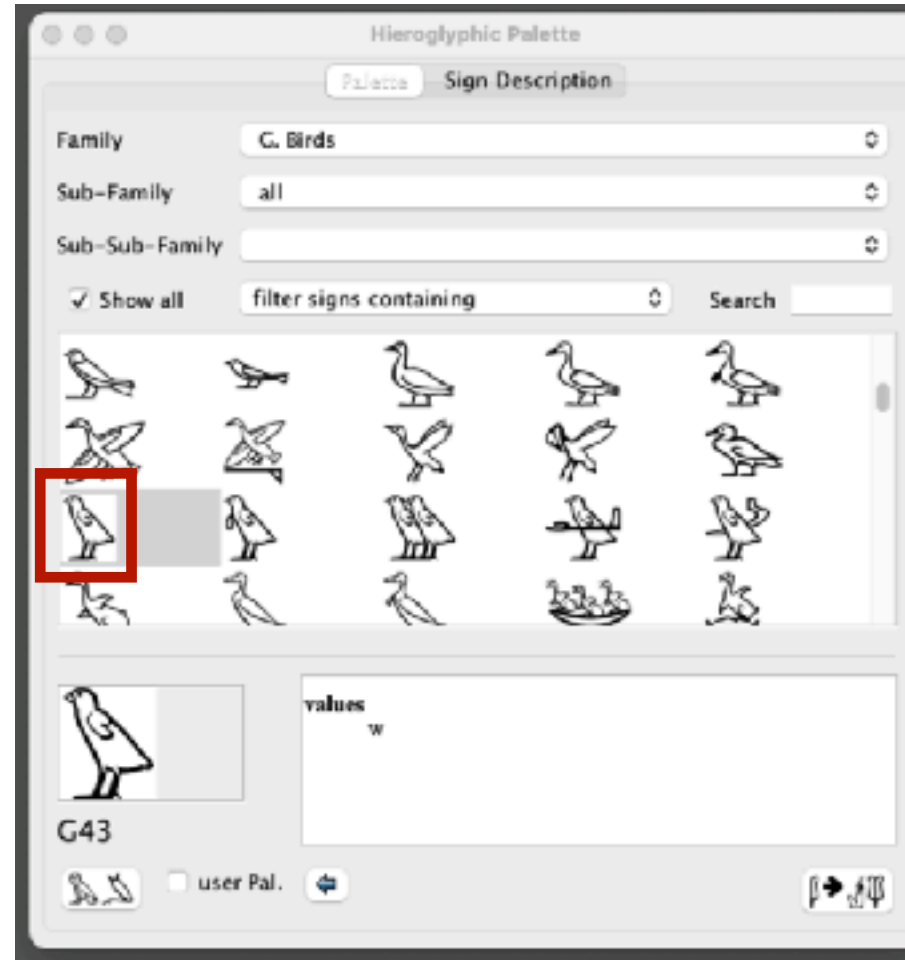 Hieroglyphic Palette
Palette Sign Description
Family G. Birds
Sub-Family all
Sub-Sub-Family
Show all filter signs containing Search
values
w
G43
user Pal.